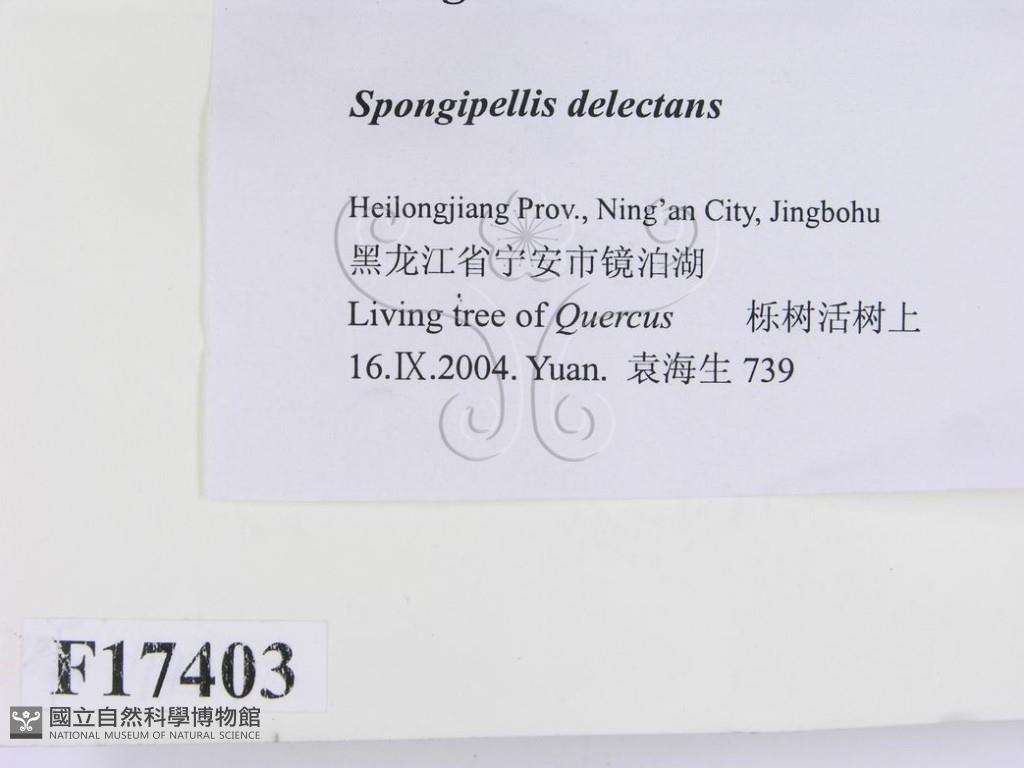 Spongipellis delectans
Heilongjiang Prov., Ning'an City, Jingbohu
黑龙江省宁安市镜泊湖
Living tree of Quercus 栎树活树上
16.Ⅸ.2004. Yuan. 袁海生 739
F17403
國立自然科學博物館
NATIONAL MUSEUM OF NATURAL SCIENCE